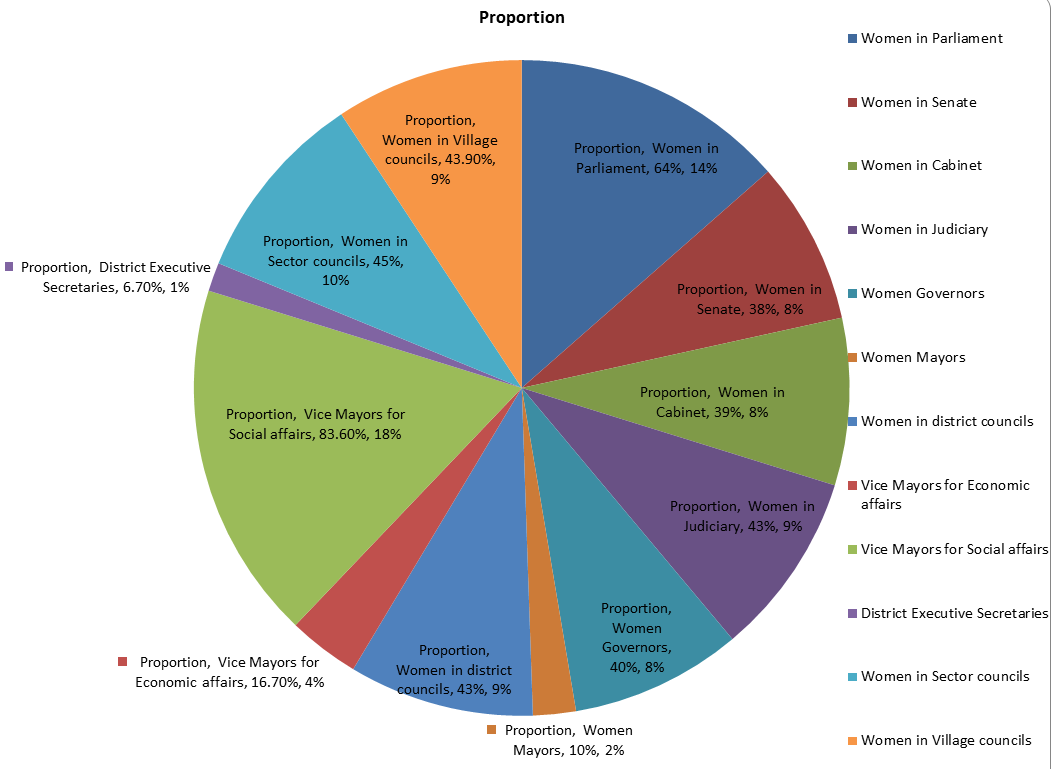 Proportion
Proportion,  Women in
Parliament, 64%, 14%
Proportion,  Women in
Senate, 38%, 8%
Proportion,  Women in
Cabinet, 39%, 8%
Proportion,  Women in
Judiciary, 43%, 9%
Proportion,
Women
Governors,
40%, 8%
Proportion,  Women
Mayors, 10%, 2%
Proportion,
Women in district
councils, 43%, 9%
Proportion,  Vice Mayors for
Economic affairs, 16.70%, 4%
Proportion,  Vice Mayors for
Social affairs, 83.60%, 18%
Proportion,  District Executive
Secretaries, 6.70%, 1%
Proportion,  Women in
Sector councils, 45%,
10%
Proportion,
Women in Village
councils, 43.90%,
9%
Women in Parliament
Women in Senate
Women in Cabinet
Women in Judiciary
Women Governors
Women Mayors
Women in district councils
Vice Mayors for Economic
affairs
Vice Mayors for Social affairs
District Executive Secretaries
Women in Sector councils
Women in Village councils